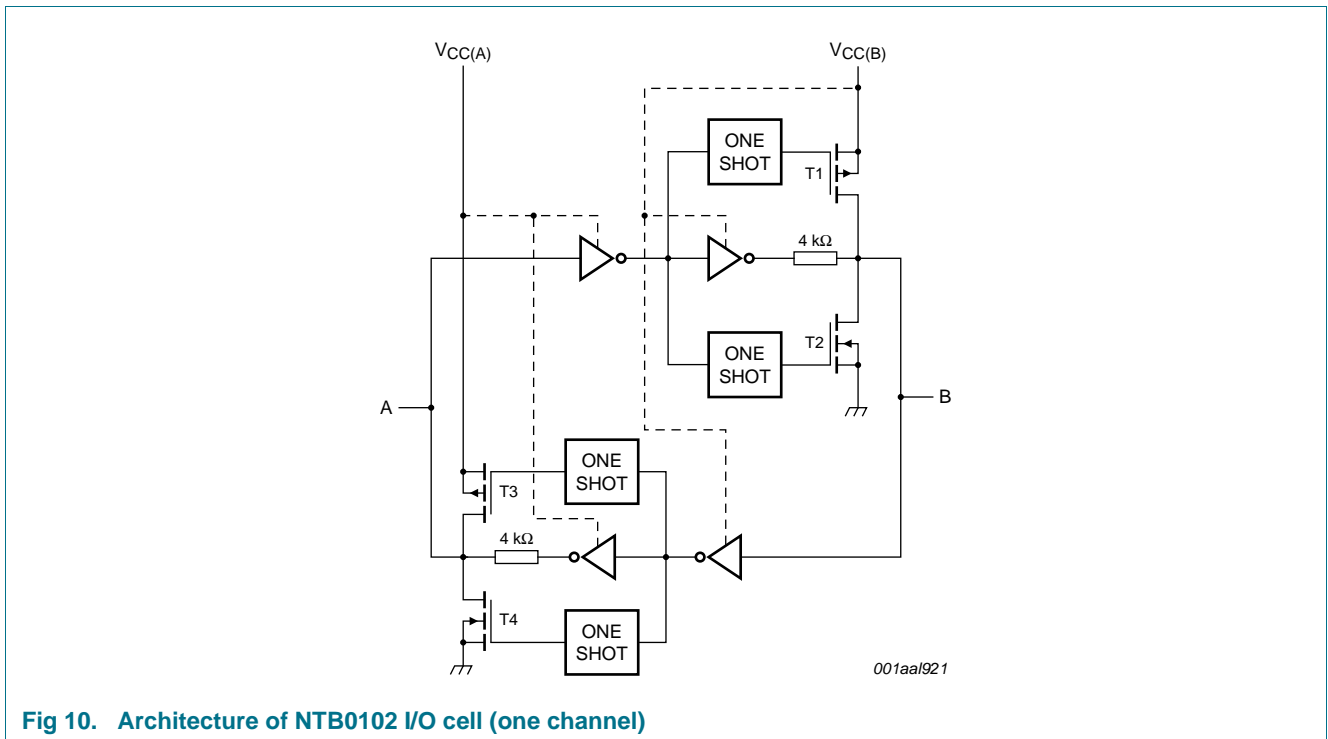 VCC(A)
VCC(B)
ONE
SHOT
T1
4 kΩ
ONE
SHOT
T2
A
B
ONE
SHOT
T3
4 kΩ
ONE
SHOT
T4
001aal921
Fig 10. Architecture of NTB0102 I/O cell (one channel)